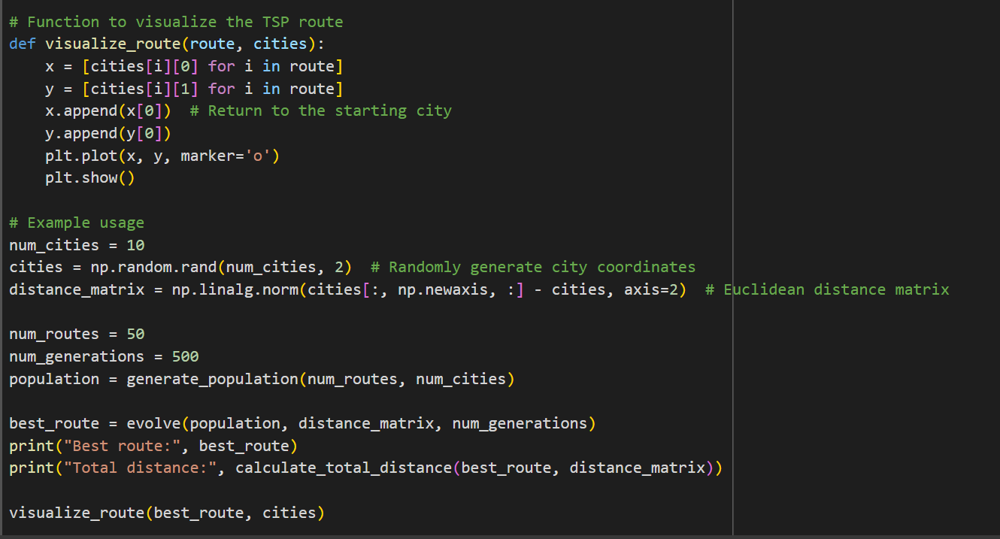 # Function to visualize the TSP route
def visualize_route(route, cities):
    x = [cities[i][0] for i in route]
    y = [cities[i][1] for i in route]
    x.append(x[0])  # Return to the starting city
    y.append(y[0])
    plt.plot(x, y, marker='o')
    plt.show()

# Example usage
num_cities = 10
cities = np.random.rand(num_cities, 2)  # Randomly generate city coordinates
distance_matrix = np.linalg.norm(cities[:, np.newaxis, :] - cities, axis=2)  # Euclidean distance matrix

num_routes = 50
num_generations = 500
population = generate_population(num_routes, num_cities)

best_route = evolve(population, distance_matrix, num_generations)
print("Best route:", best_route)
print("Total distance:", calculate_total_distance(best_route, distance_matrix))

visualize_route(best_route, cities)